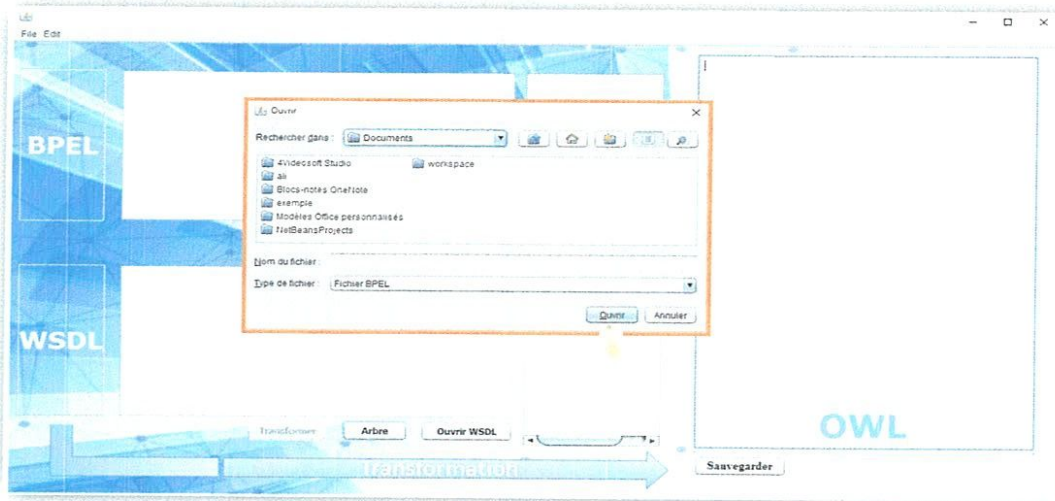 File Edit
BPEL
Ouvrir
Rechercher dans : Documents
4Videosoft Studio
workspace
ali
Blocs-notes OneNote
exemple
Modèles Office personnalisés
NetBeansProjects
Nom du fichier :
Type de fichier : Fichier BPEL
Ouvrir Annuler
WSDL
OWL
Transformer Arbre Ouvrir WSDL
Transformation
Sauvegarder